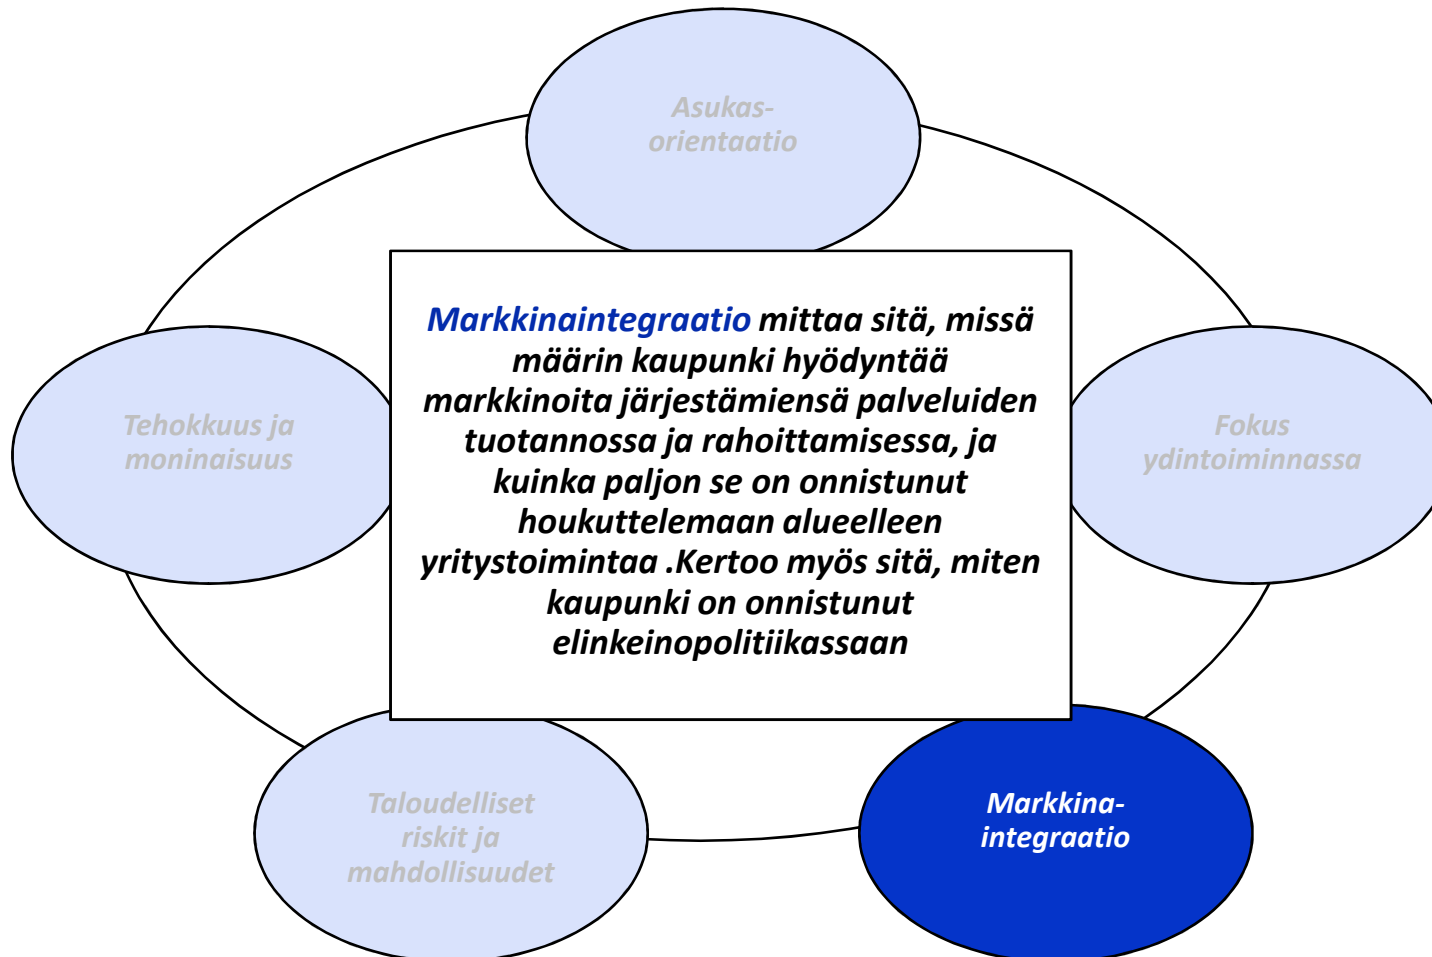 Asukas-
orientaatio
Markkinaintegraatio mittaa sitä, missä
määrin kaupunki hyödyntää
markkinoita järjestämiensä palveluiden
tuotannossa ja rahoittamisessa, ja
kuinka paljon se on onnistunut
houkuttelemaan alueelleen
yritystoimintaa .Kertoo myös sitä, miten
kaupunki on onnistunut
elinkeinopolitiikassaan
Tehokkuus ja
moninaisuus
Fokus
ydintoiminnassa
Taloudelliset
riskit ja
mahdollisuudet
Markkina-
integraatio